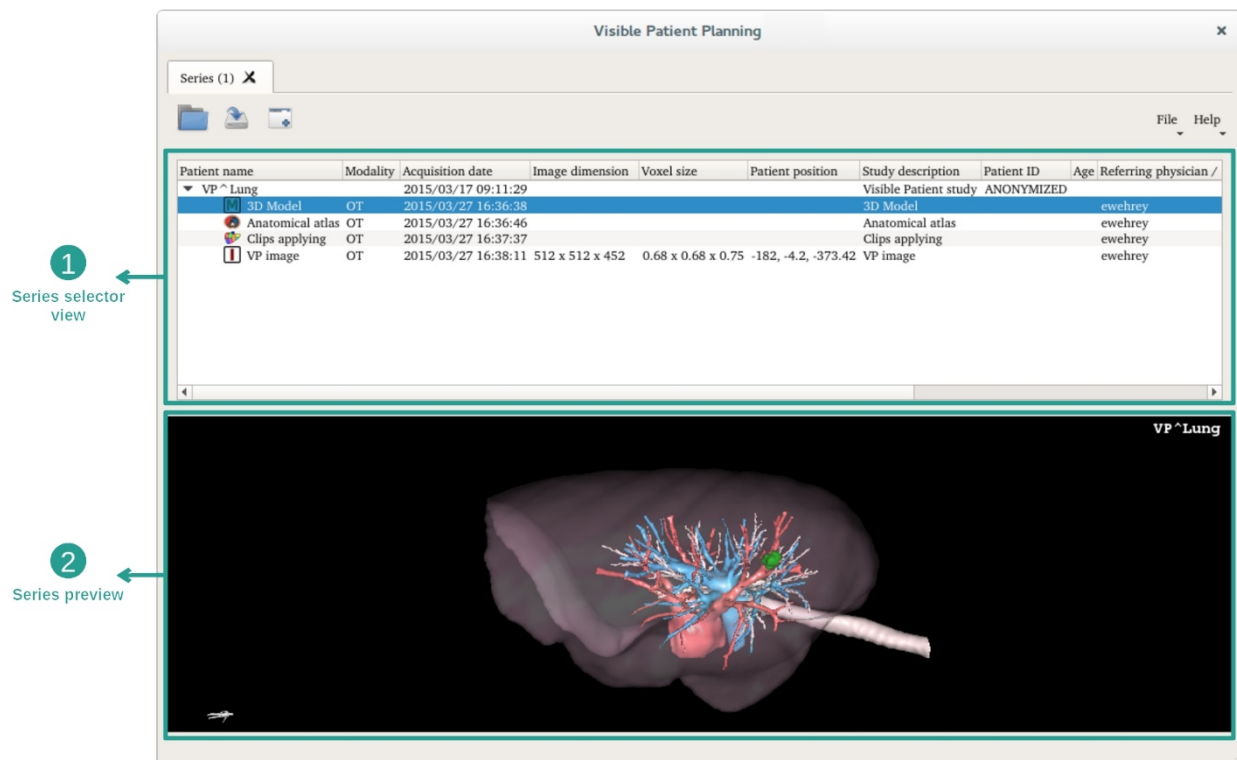 Visible Patient Planning
Series (1)
File Help
Patient name Modality Acquisition date Image dimension Voxel size Patient position Study description Patient ID Age Referring physician /
VP ^ Lung 2015/03/17 09:11:29 Visible Patient study ANONYMIZED
3D Model OT 2015/03/27 16:36:38 3D Model ewehrey
Anatomical atlas OT 2015/03/27 16:36:46 Anatomical atlas ewehrey
Clips applying OT 2015/03/27 16:37:37 Clips applying ewehrey
VP image OT 2015/03/27 16:38:11 512 x 512 x 452 0.68 x 0.68 x 0.75 -182, -4.2, -373.42 VP image ewehrey
1
Series selector
view
VP^Lung
2
Series preview